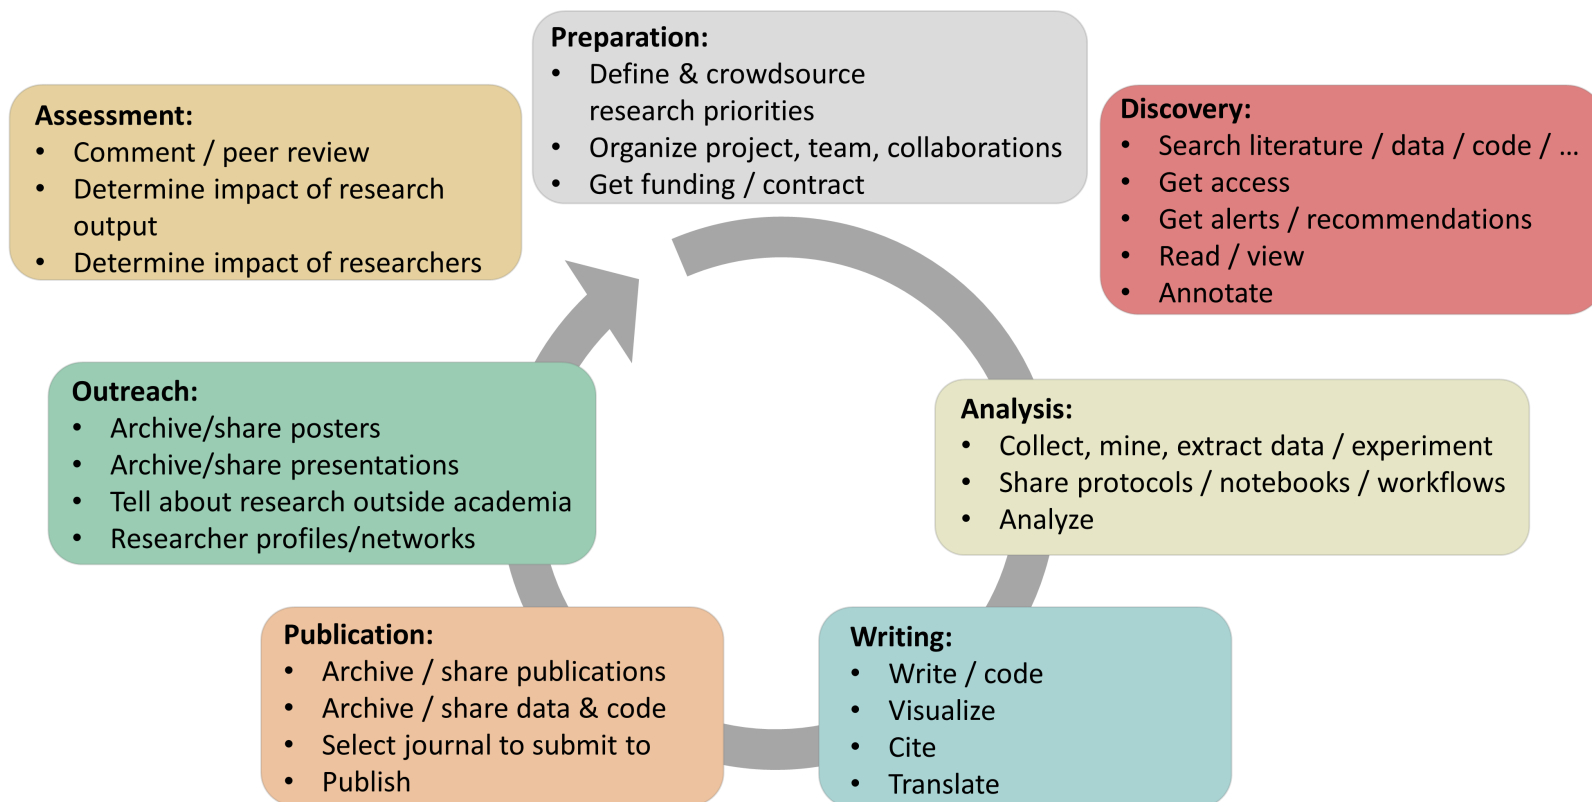 Preparation:
• Define & crowdsource
research priorities
• Organize project, team, collaborations
• Get funding / contract
Discovery:
• Search literature / data / code / ...
• Get access
• Get alerts / recommendations
• Read / view
• Annotate
Analysis:
• Collect, mine, extract data / experiment
• Share protocols / notebooks / workflows
• Analyze
Writing:
• Write / code
• Visualize
• Cite
• Translate
Publication:
• Archive / share publications
• Archive / share data & code
• Select journal to submit to
• Publish
Outreach:
• Archive/share posters
• Archive/share presentations
• Tell about research outside academia
• Researcher profiles/networks
Assessment:
• Comment / peer review
• Determine impact of research
output
• Determine impact of researchers